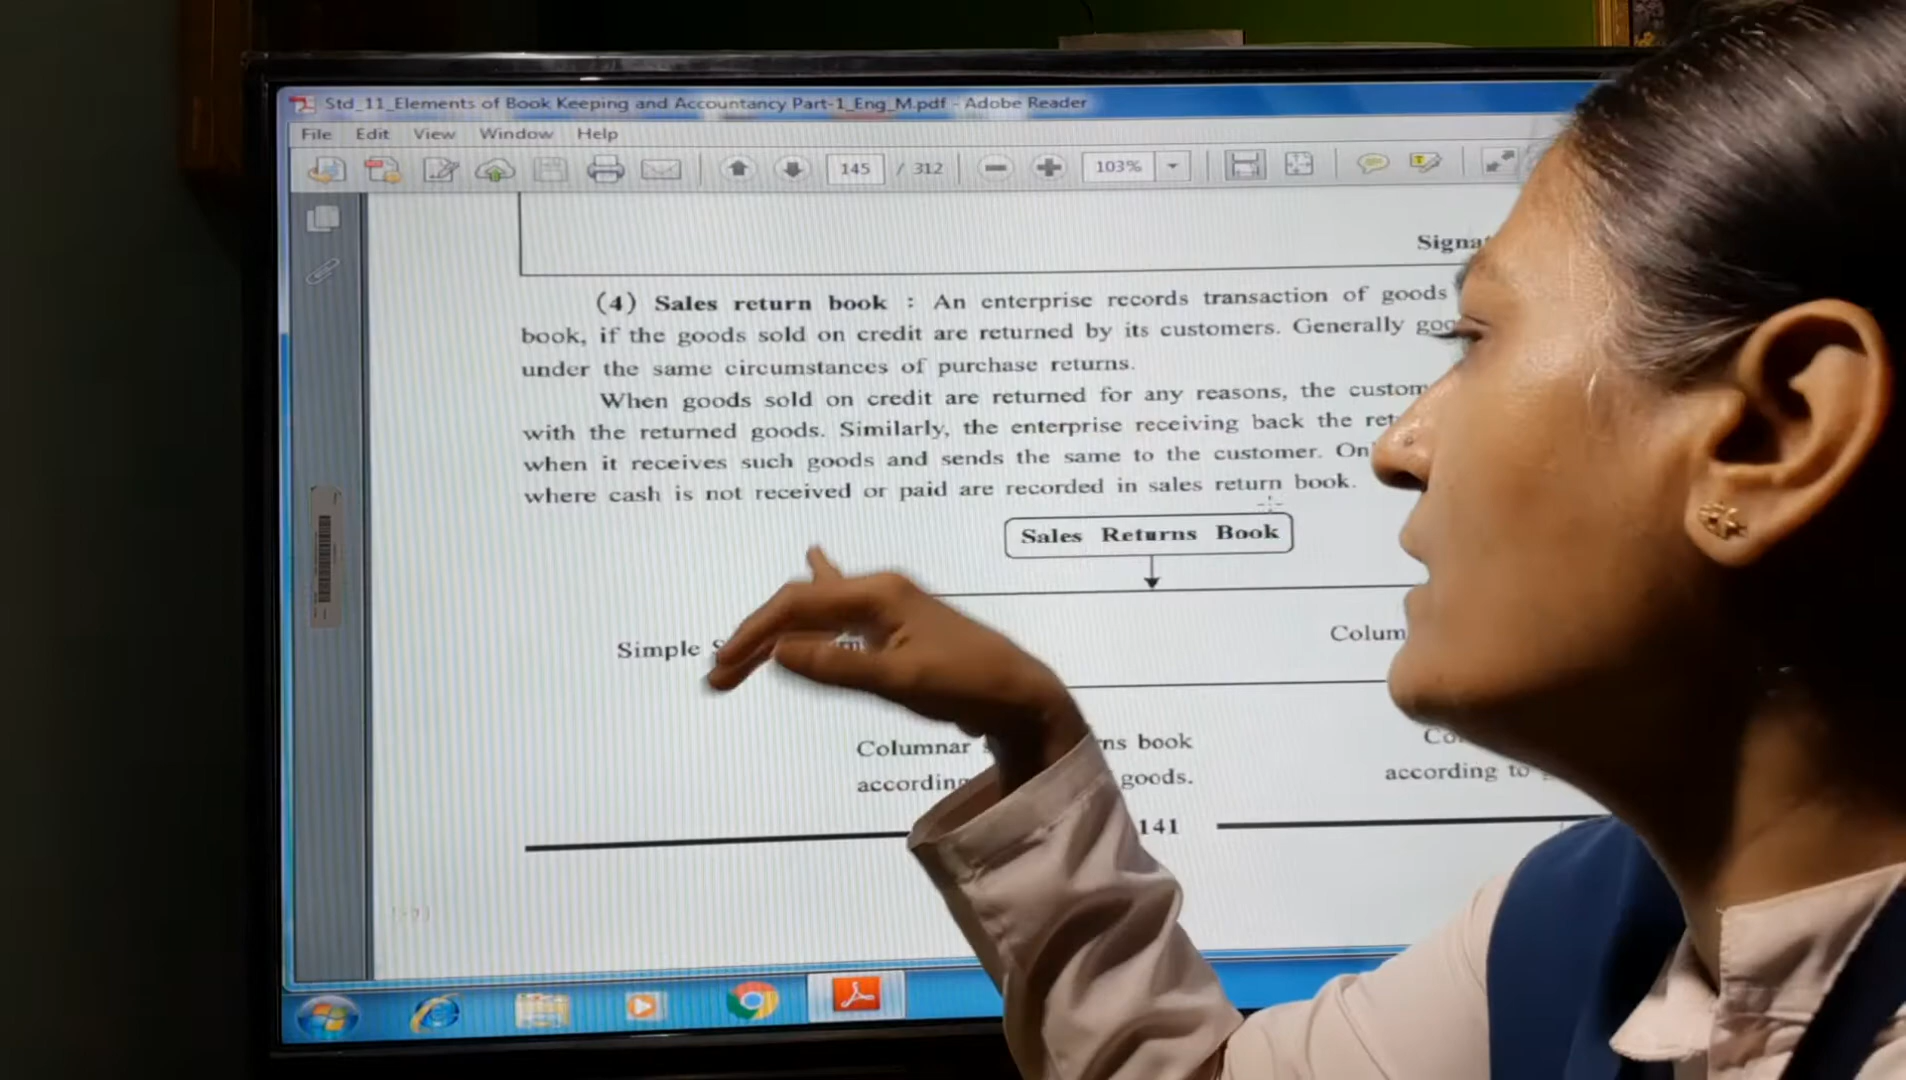 Std_11_Elements of Book Keeping and Accountancy Part-1_Eng_M.pdf - Adobe Reader
File Edit View Window Help
145 / 312 103%
(4) Sales return book : An enterprise records transaction of goods
book, if the goods sold on credit are returned by its customers. Generally
under the same circumstances of purchase returns.
When goods sold on credit are returned for any reasons, the
with the returned goods. Similarly, the enterprise receiving back the
when it receives such goods and sends the same to the customer.
where cash is not received or paid are recorded in sales return book.
Sales Returns Book
Simple
Columnar book
according goods.
according to
141